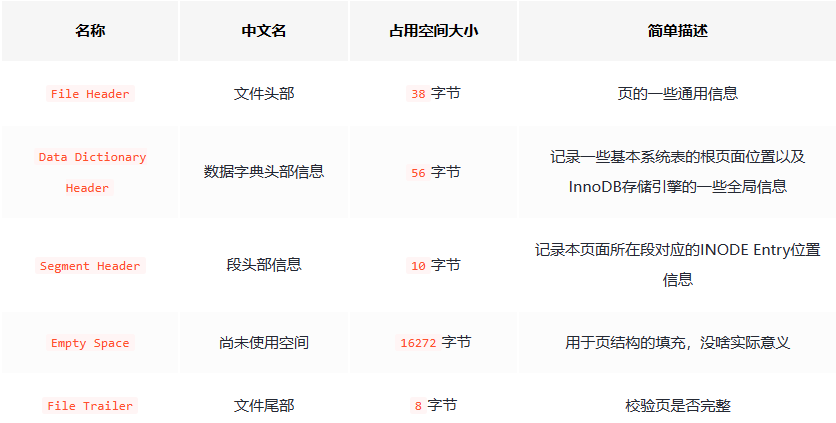 名称 中文名 占用空间大小 简单描述
File Header 文件头部 38 字节 页的一些通用信息
Data Dictionary
Header
数据字典头部信息
56 字节
记录一些基本系统表的根页面位置以及
InnoDB存储引擎的一些全局信息
Segment Header 段头部信息 10 字节
记录本页面所在段对应的INODE Entry位置
信息
Empty Space 尚未使用空间 16272 字节 用于页结构的填充，没啥实际意义
File Trailer 文件尾部 8 字节 校验页是否完整